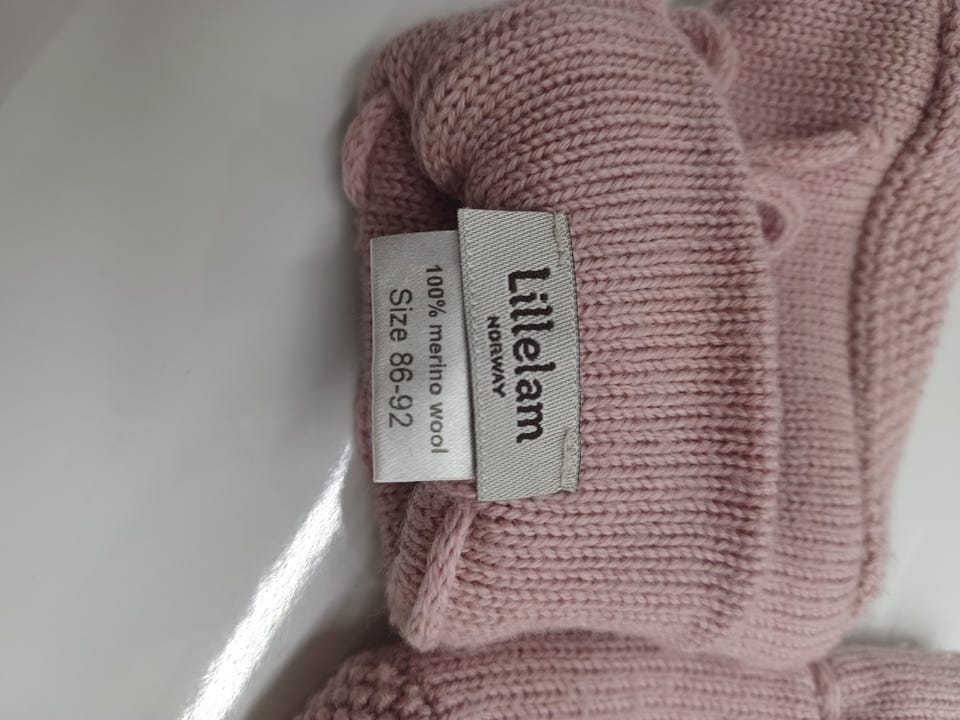 Lillelam
NORWAY
100% merino wool
Size 86-92